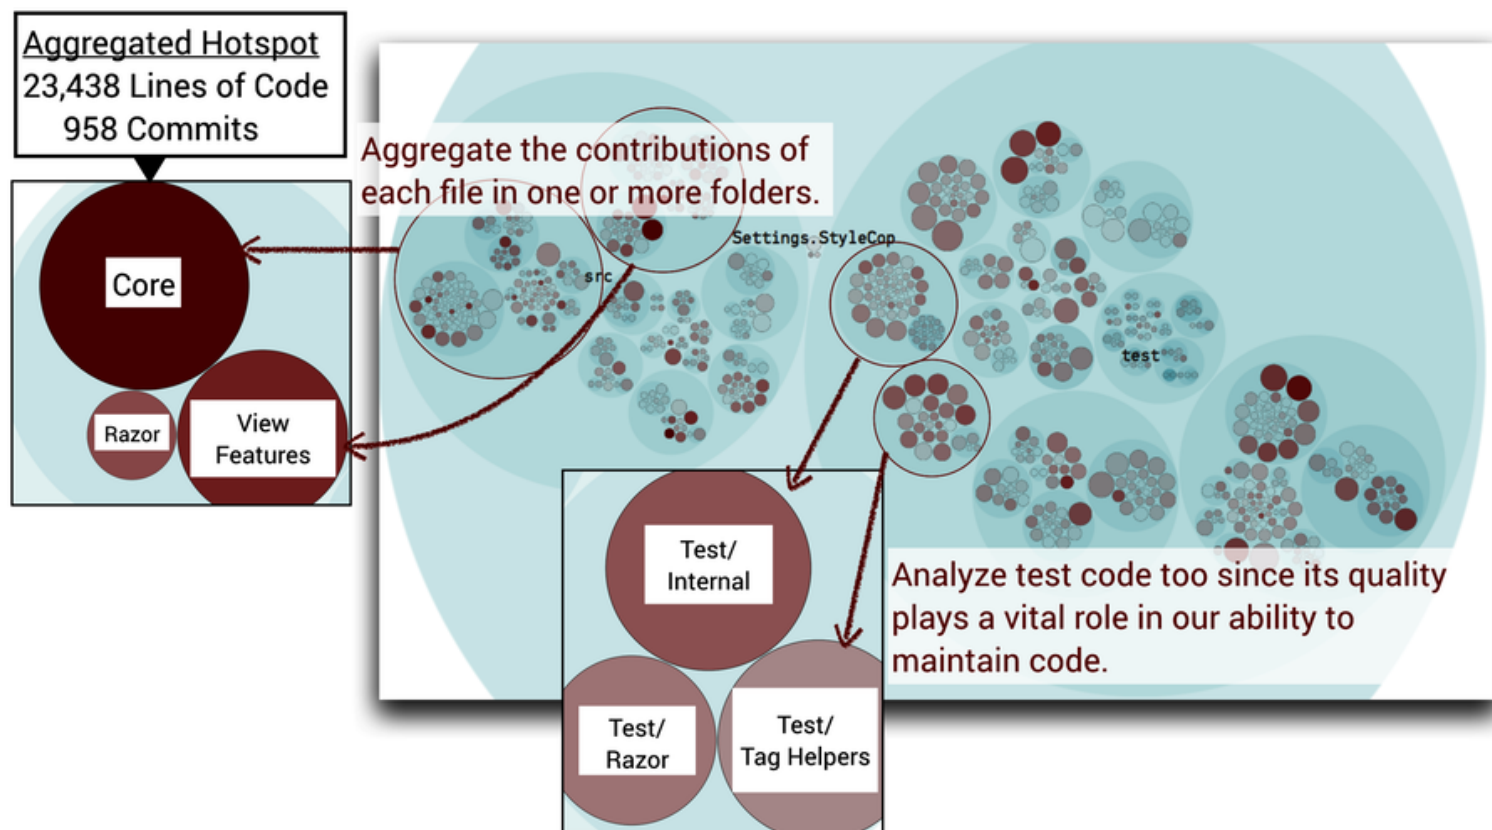 Aggregated Hotspot
23,438 Lines of Code
958 Commits
Aggregate the contributions of
each file in one or more folders.
Settings.StyleCop
src
Core
test
Razor
View
Features
Test/
Internal
Analyze test code too since its quality
plays a vital role in our ability to
maintain code.
Test/
Razor
Test/
Tag Helpers